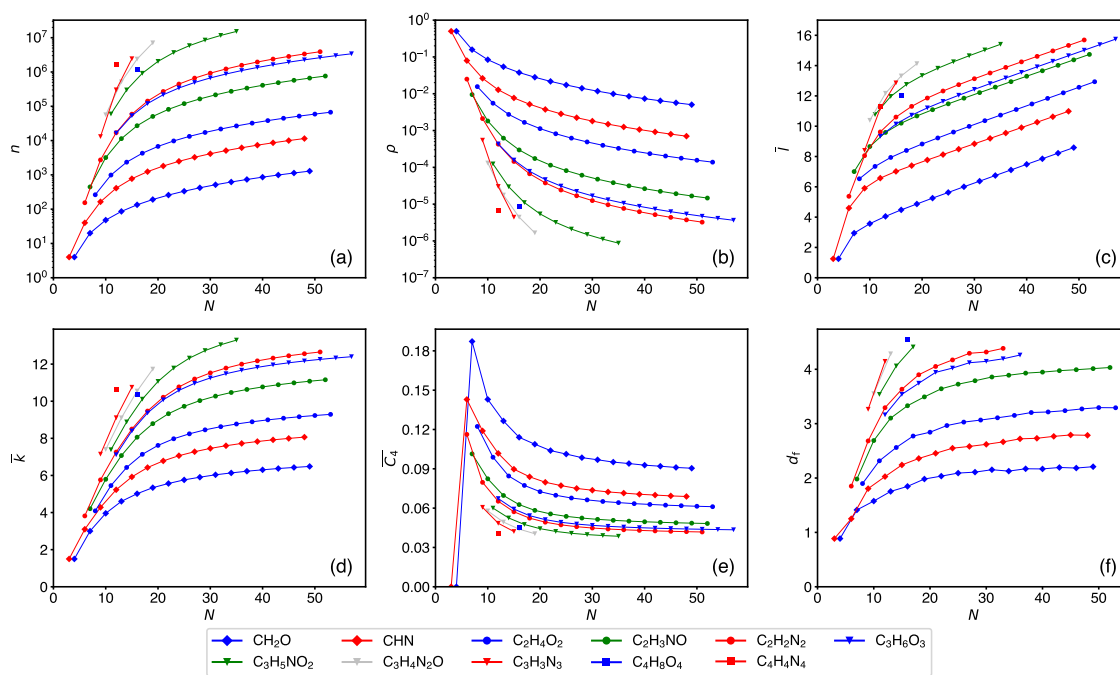 10⁷
10⁶
10⁵
10⁴
10³
10²
10¹
10⁰
n
0 10 20 30 40 50
N
(a)
10⁰
10⁻¹
10⁻²
10⁻³
10⁻⁴
10⁻⁵
10⁻⁶
10⁻⁷
ρ
0 10 20 30 40 50
N
(b)
16
14
12
10
8
6
4
2
0
l̅
0 10 20 30 40 50
N
(c)
12
10
8
6
4
2
0
k̅
0 10 20 30 40 50
N
(d)
0.18
0.15
0.12
0.09
0.06
0.03
0.00
C̅₄
0 10 20 30 40 50
N
(e)
4
3
2
1
0
d_f
0 10 20 30 40 50
N
(f)
CH₂O CHN C₂H₄O₂ C₂H₃NO C₂H₂N₂ C₃H₆O₃
C₃H₅NO₂ C₃H₄N₂O C₃H₃N₃ C₄H₈O₄ C₄H₄N₄